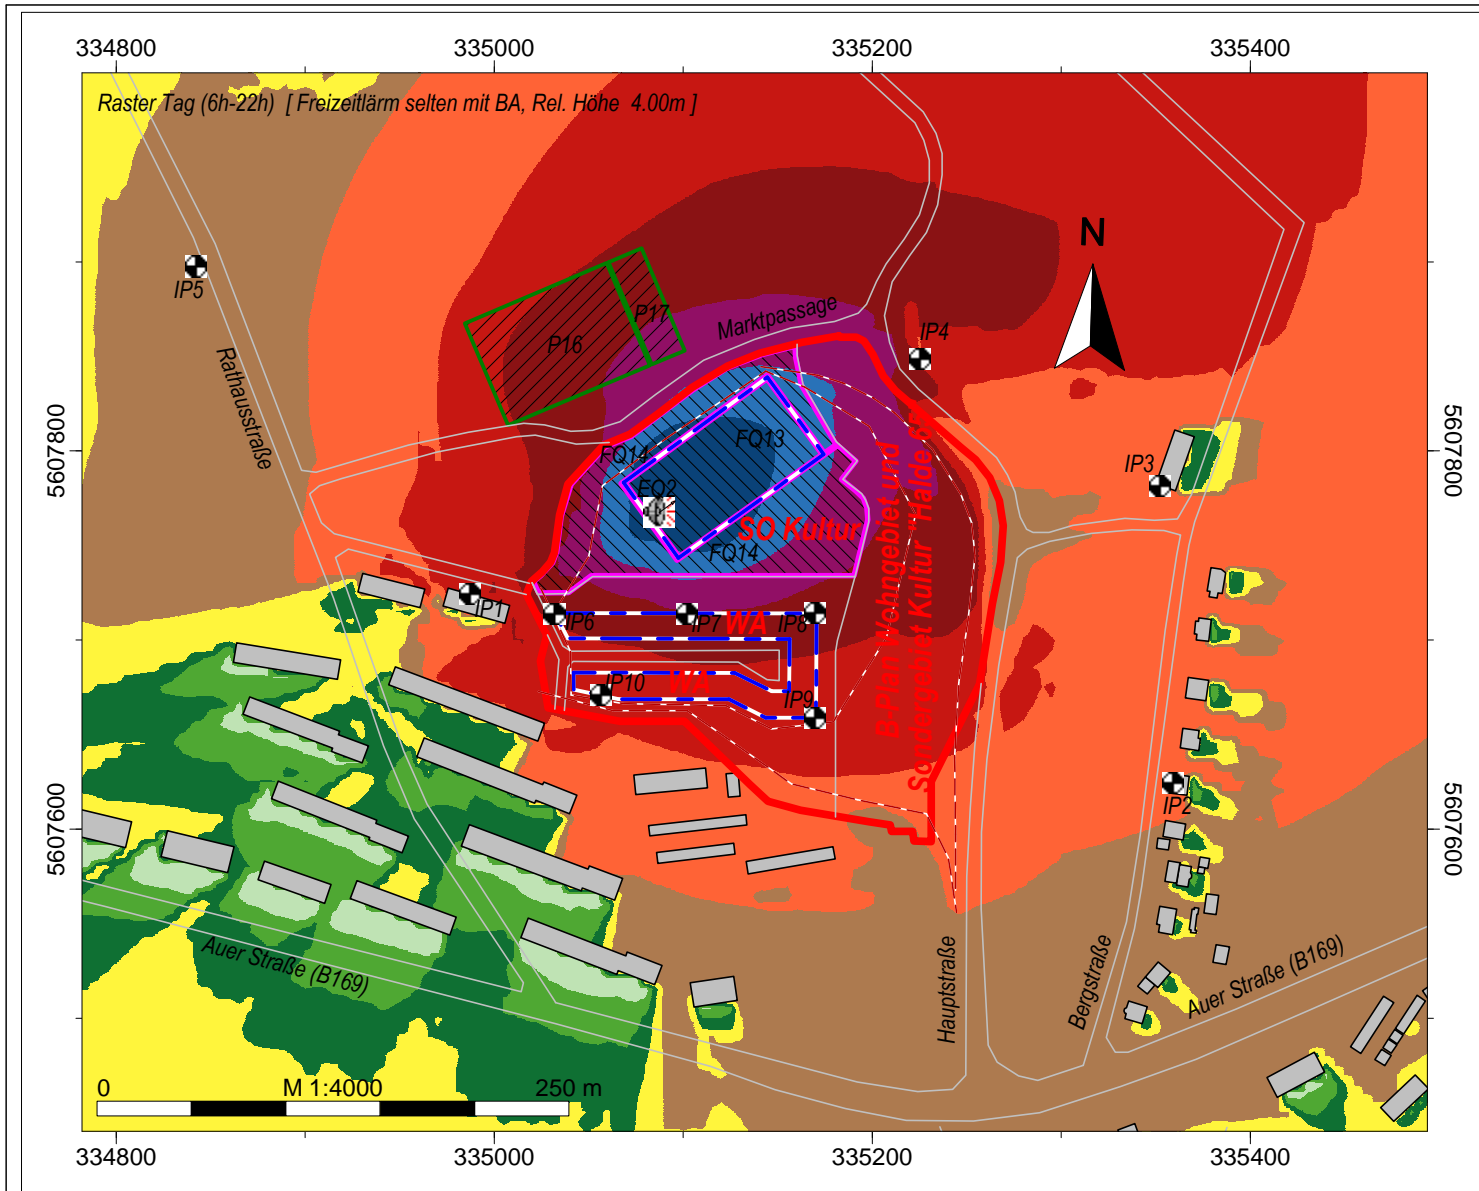 334800 335000 335200 335400
Raster Tag (6h-22h) [ Freizeitlärm selten mit BA, Rel. Höhe 4.00m ]
N
IP5
P17
Marktpassage
P16
IP4
Rathausstraße
5607800
5607800
FQ13
FQ14
IP3
FQ2
SO Kultur
FQ14
B-Plan Wohngebiet und
Sondergebiet Kultur "Halde 6
IP1
IP6
IP7
WA
IP8
IP10
WA
IP9
IP2
5607600
5607600
Auer Straße (B169)
Hauptstraße
Bergstraße
Auer Straße (B169)
0 M 1:4000 250 m
334800 335000 335200 335400